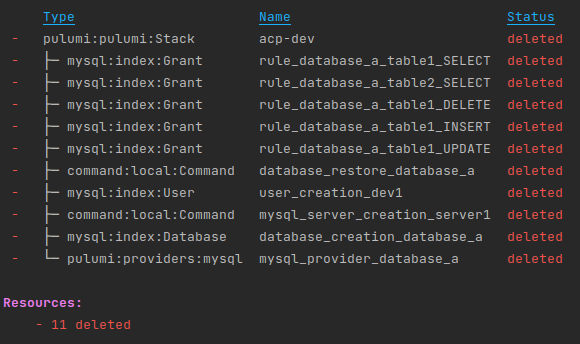 Type Name Status
- pulumi:pulumi:Stack acp-dev deleted
- ├─ mysql:index:Grant rule_database_a_table1_SELECT deleted
- ├─ mysql:index:Grant rule_database_a_table2_SELECT deleted
- ├─ mysql:index:Grant rule_database_a_table1_DELETE deleted
- ├─ mysql:index:Grant rule_database_a_table1_INSERT deleted
- ├─ mysql:index:Grant rule_database_a_table1_UPDATE deleted
- ├─ command:local:Command database_restore_database_a deleted
- ├─ mysql:index:User user_creation_dev1 deleted
- ├─ command:local:Command mysql_server_creation_server1 deleted
- ├─ mysql:index:Database database_creation_database_a deleted
- └─ pulumi:providers:mysql mysql_provider_database_a deleted
Resources:
- 11 deleted